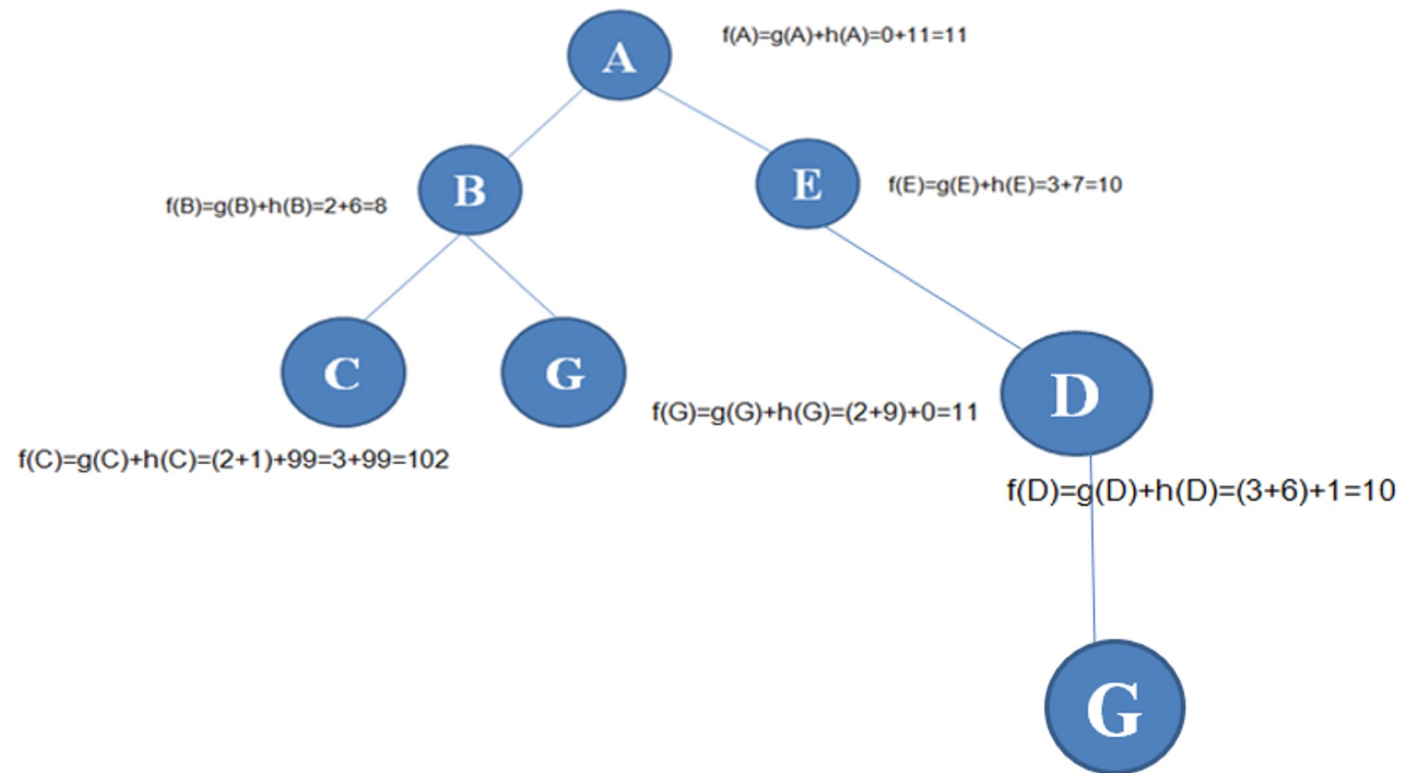 A
f(A)=g(A)+h(A)=0+11=11
B
f(B)=g(B)+h(B)=2+6=8
E
f(E)=g(E)+h(E)=3+7=10
C
f(C)=g(C)+h(C)=(2+1)+99=3+99=102
G
f(G)=g(G)+h(G)=(2+9)+0=11
D
f(D)=g(D)+h(D)=(3+6)+1=10
G